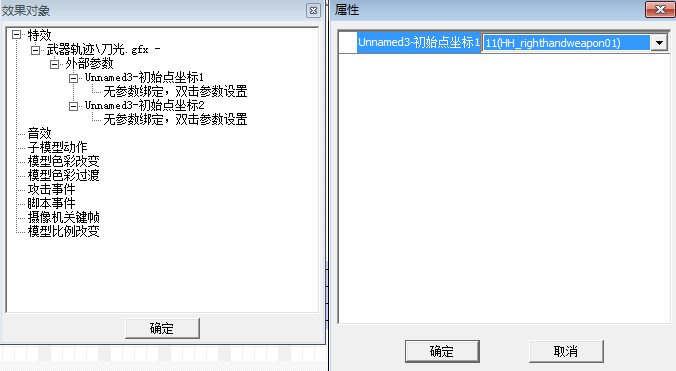 效果对象
特效
武器轨迹\刀光.gfx -
外部参数
Unnamed3-初始点坐标1
无参数绑定，双击参数设置
Unnamed3-初始点坐标2
无参数绑定，双击参数设置
音效
子模型动作
模型色彩改变
模型色彩过渡
攻击事件
脚本事件
摄像机关键帧
模型比例改变
确定
属性
Unnamed3-初始点坐标1
11(HH_righthandweapon01)
确定
取消